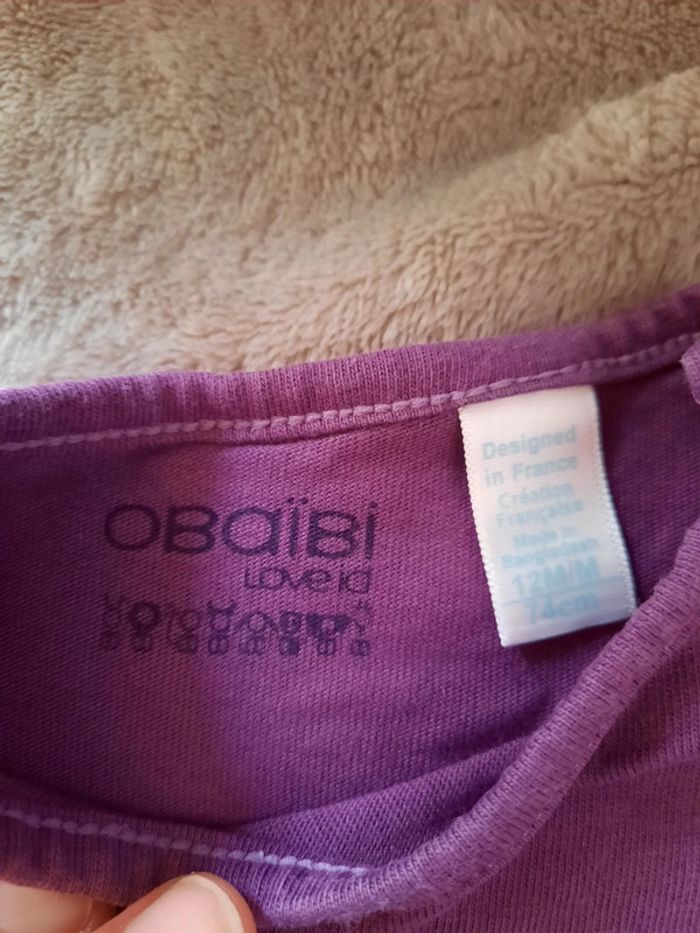 OBaïBi
Love id
Designed
in France
Création
Française
Made in
Bangladesh
12M/M
74cm